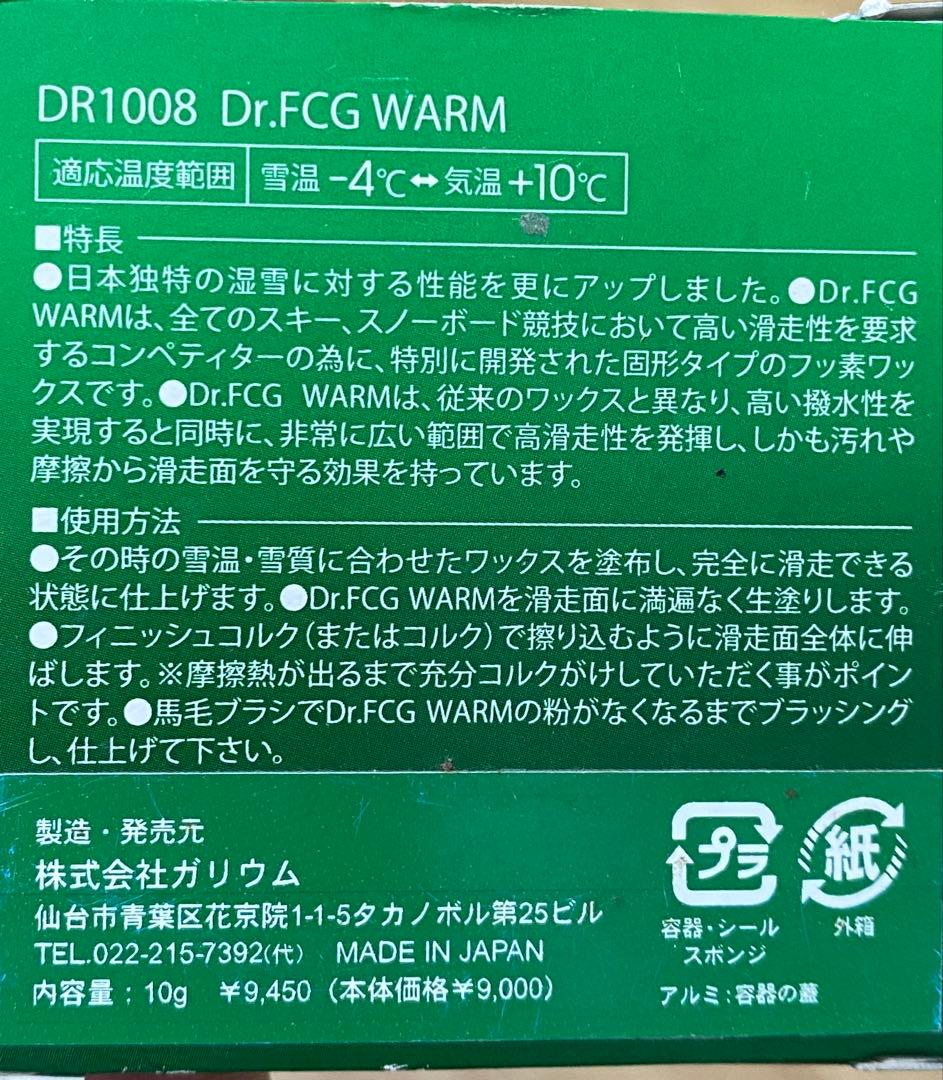 DR1008 Dr.FCG WARM
適応温度範囲 雪温 -4℃↔気温+10℃
■特長
●日本独特の湿雪に対する性能を更にアップしました。●Dr.FCG
WARMは、全てのスキー、スノーボード競技において高い滑走性を要求
するコンペティターの為に、特別に開発された固形タイプのフッ素ワッ
クスです。●Dr.FCG WARMは、従来のワックスと異なり、高い撥水性を
実現すると同時に、非常に広い範囲で高滑走性を発揮し、しかも汚れや
摩擦から滑走面を守る効果を持っています。
■使用方法
●その時の雪温・雪質に合わせたワックスを塗布し、完全に滑走できる
状態に仕上げます。●Dr.FCG WARMを滑走面に満遍なく生塗りします。
●フィニッシュコルク(またはコルク)で擦り込むように滑走面全体に伸
ばします。※摩擦熱が出るまで充分コルクがけしていただく事がポイン
トです。●馬毛ブラシでDr.FCG WARMの粉がなくなるまでブラッシング
し、仕上げて下さい。
製造・発売元
株式会社ガリウム
仙台市青葉区花京院1-1-5タカノボル第25ビル
TEL.022-215-7392(代) MADE IN JAPAN
内容量:10g ¥9,450(本体価格¥9,000)
プラ 紙
容器・シール 外箱
スポンジ
アルミ:容器の蓋